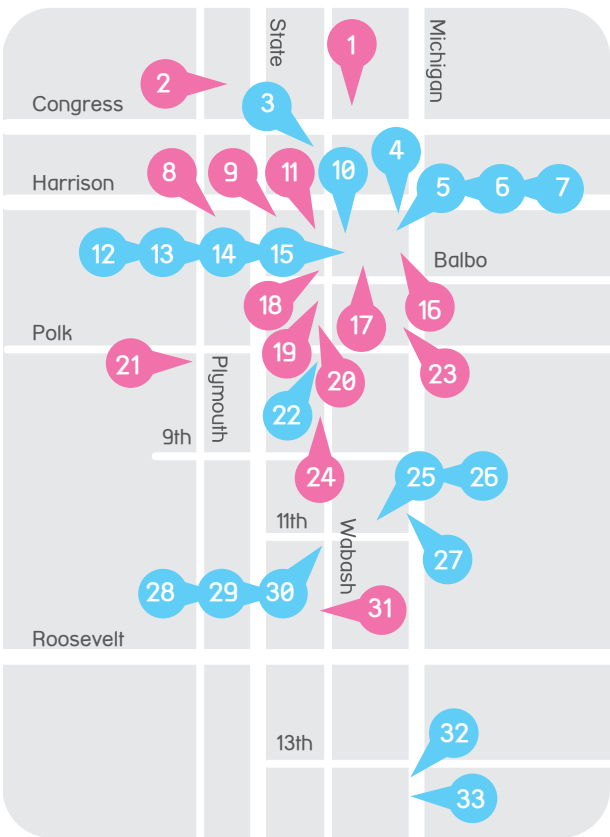 State
Michigan
1
2
Congress
3
4
10
11
9
8
Harrison
5 6 7
12 13 14 15
Balbo
18
16
17
Polk
19
21
20
23
Plymouth
22
9th
24
25 26
11th
Wabash
27
28 29 30
31
Roosevelt
32
13th
33